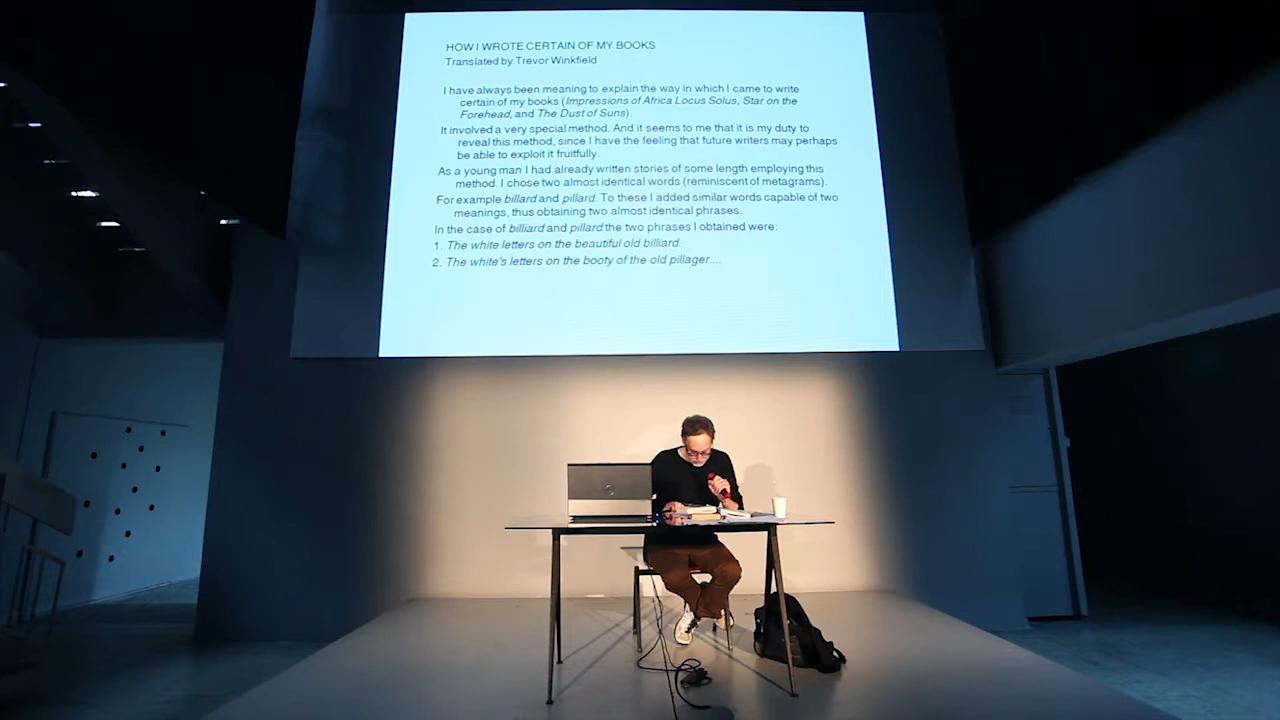 HOW I WROTE CERTAIN OF MY BOOKS
Translated by Trevor Winkfield
I have always been meaning to explain the way in which I came to write
certain of my books (Impressions of Africa Locus Solus, Star on the
Forehead, and The Dust of Suns).
It involved a very special method. And it seems to me that it is my duty to
reveal this method, since I have the feeling that future writers may perhaps
be able to exploit it fruitfully.
As a young man I had already written stories of some length employing this
method. I chose two almost identical words (reminiscent of metagrams).
For example billard and pillard. To these I added similar words capable of two
meanings, thus obtaining two almost identical phrases.
In the case of billiard and pillard the two phrases I obtained were:
1. The white letters on the beautiful old billiard.
2. The white's letters on the booty of the old pillager....